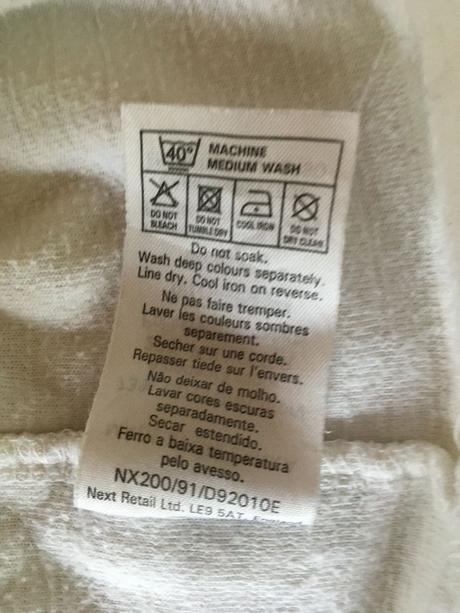 40°
MACHINE
MEDIUM WASH
DO NOT
BLEACH
DO NOT
TUMBLE DRY
COOL IRON
DO NOT
DRY CLEAN
Do not soak.
Wash deep colours separately.
Line dry. Cool iron on reverse.
Ne pas faire tremper.
Laver les couleurs sombres
separement.
Secher sur une corde.
Repasser tiede sur l'envers.
Não deixar de molho.
Lavar cores escuras
separadamente.
Secar estendido.
Ferro a baixa temperatura
pelo avesso.
NX200/91/D92010E
Next Retail Ltd. LE9 5AT